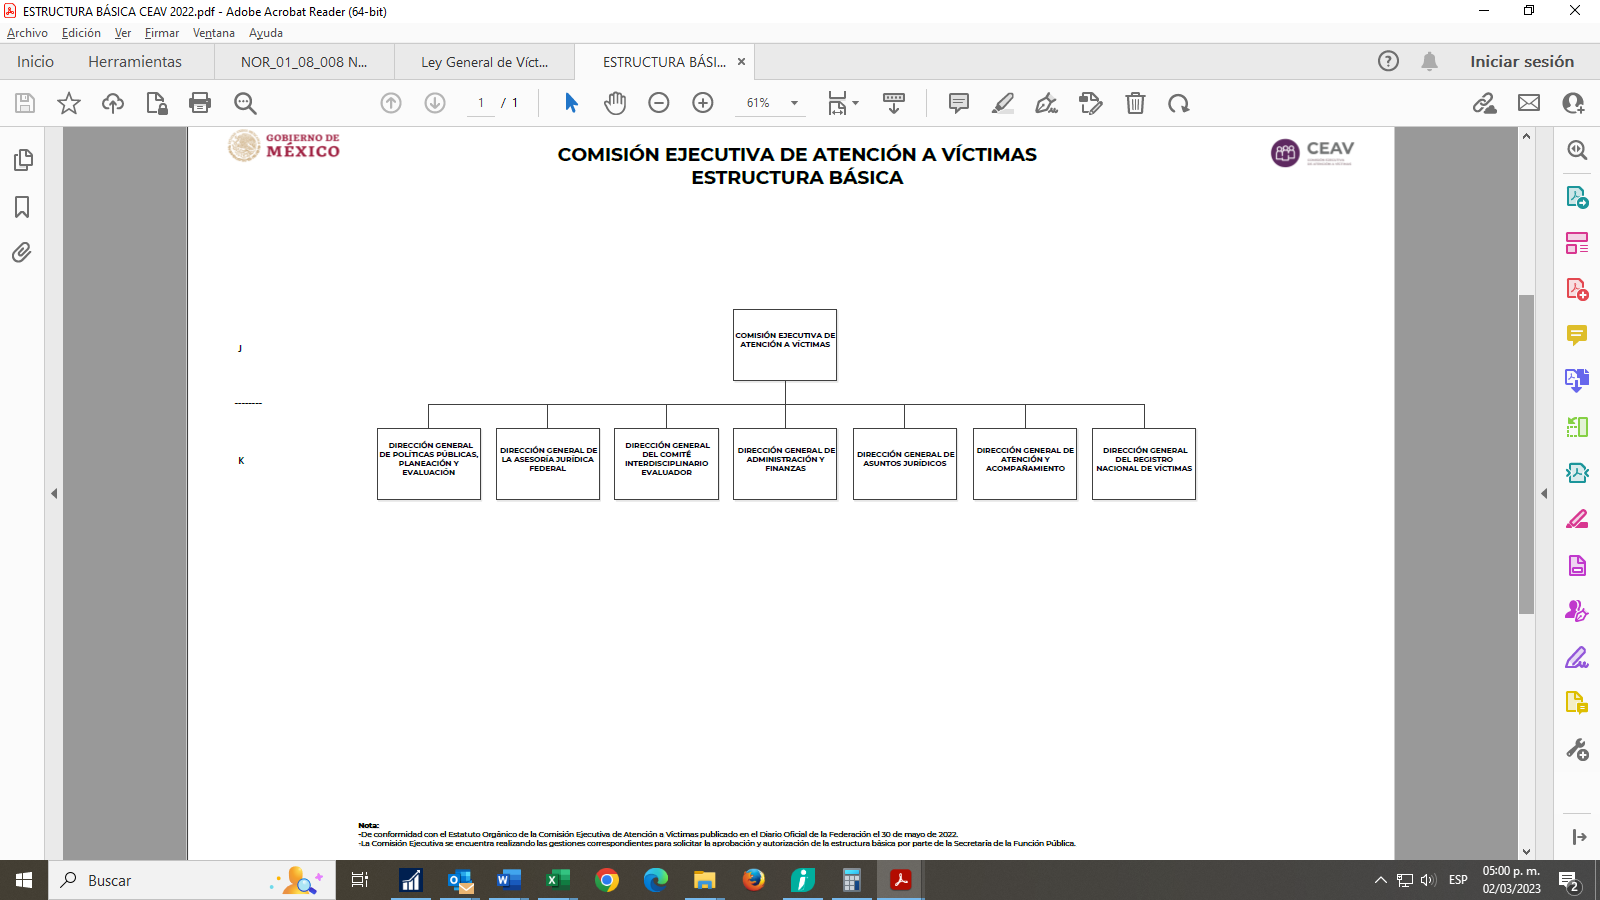 ESTRUCTURA BÁSICA CEAV 2022.pdf - Adobe Acrobat Reader (64-bit)
Archivo Edición Ver Firmar Ventana Ayuda
Inicio Herramientas NOR_01_08_008 N... Ley General de Víct... ESTRUCTURA BÁSI... × Iniciar sesión
1 / 1 61%
GOBIERNO DE
MÉXICO
COMISIÓN EJECUTIVA DE ATENCIÓN A VÍCTIMAS
ESTRUCTURA BÁSICA
CEAV
COMISIÓN EJECUTIVA
DE ATENCIÓN A VÍCTIMAS
COMISIÓN EJECUTIVA DE
ATENCIÓN A VÍCTIMAS
J
--------
K
DIRECCIÓN GENERAL
DE POLÍTICAS PÚBLICAS,
PLANEACIÓN Y
EVALUACIÓN
DIRECCIÓN GENERAL DE
LA ASESORÍA JURÍDICA
FEDERAL
DIRECCIÓN GENERAL
DEL COMITÉ
INTERDISCIPLINARIO
EVALUADOR
DIRECCIÓN GENERAL DE
ADMINISTRACIÓN Y
FINANZAS
DIRECCIÓN GENERAL DE
ASUNTOS JURÍDICOS
DIRECCIÓN GENERAL DE
ATENCIÓN Y
ACOMPAÑAMIENTO
DIRECCIÓN GENERAL
DEL REGISTRO
NACIONAL DE VÍCTIMAS
Nota:
-De conformidad con el Estatuto Orgánico de la Comisión Ejecutiva de Atención a Víctimas publicado en el Diario Oficial de la Federación el 30 de mayo de 2022.
-La Comisión Ejecutiva se encuentra realizando las gestiones correspondientes para solicitar la aprobación y autorización de la estructura básica por parte de la Secretaría de la Función Pública.
Buscar
ESP
05:00 p. m.
02/03/2023
2